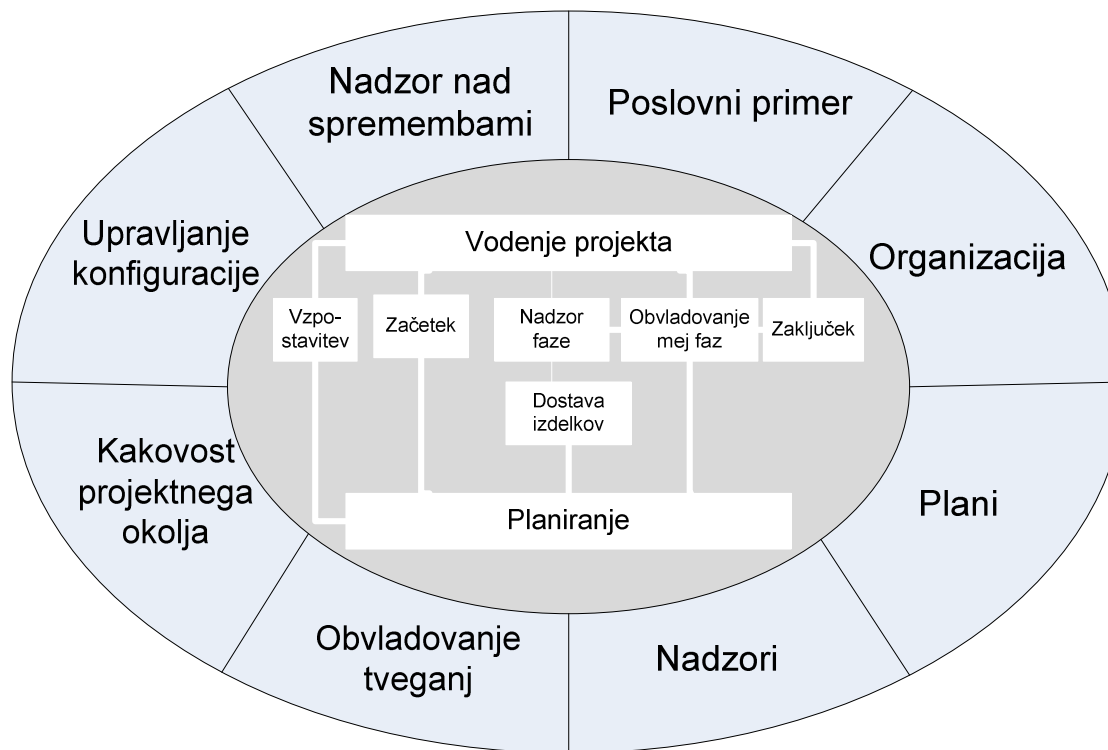 Nadzor nad
spremembami
Poslovni primer
Upravljanje
konfiguracije
Organizacija
Vodenje projekta
Vzpo-
stavitev
Začetek
Nadzor
faze
Obvladovanje
mej faz
Zaključek
Dostava
izdelkov
Kakovost
projektnega
okolja
Plani
Planiranje
Obvladovanje
tveganj
Nadzori